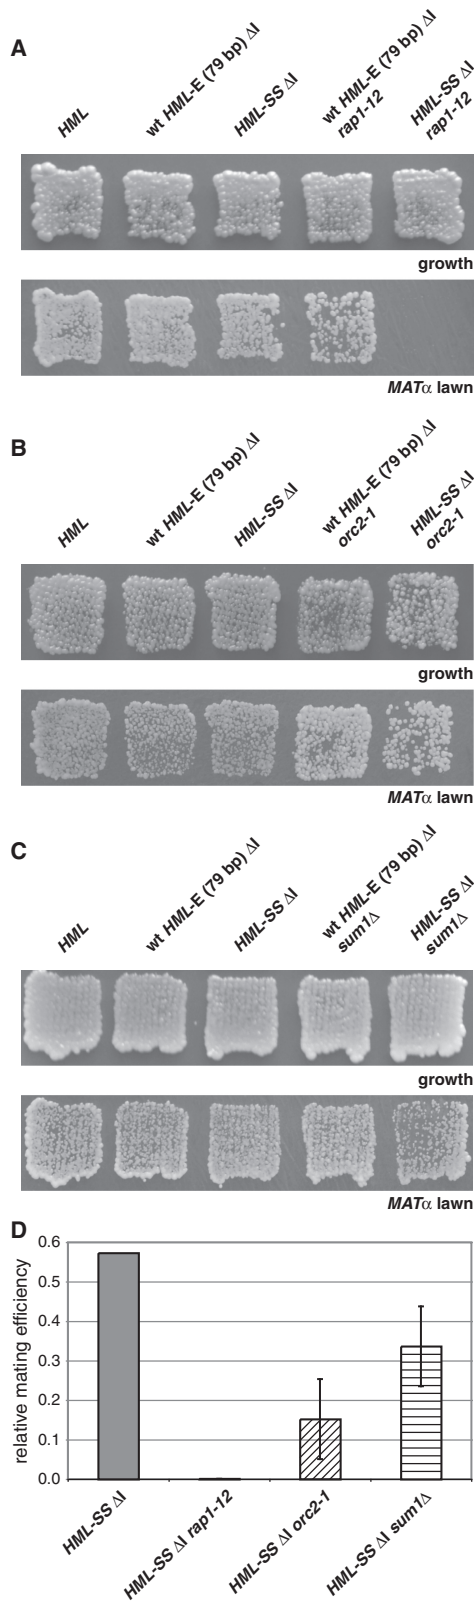 A
HML
wt HML-E (79 bp) ΔI
HML-SS ΔI
wt HML-E (79 bp) ΔI
rap1-12
HML-SS ΔI
rap1-12
growth
MATα lawn
B
HML
wt HML-E (79 bp) ΔI
HML-SS ΔI
wt HML-E (79 bp) ΔI
orc2-1
HML-SS ΔI
orc2-1
growth
MATα lawn
C
HML
wt HML-E (79 bp) ΔI
HML-SS ΔI
wt HML-E (79 bp) ΔI
sum1Δ
HML-SS ΔI
sum1Δ
growth
MATα lawn
D
relative mating efficiency
0.6
0.5
0.4
0.3
0.2
0.1
0.0
HML-SS ΔI
HML-SS ΔI rap1-12
HML-SS ΔI orc2-1
HML-SS ΔI sum1Δ